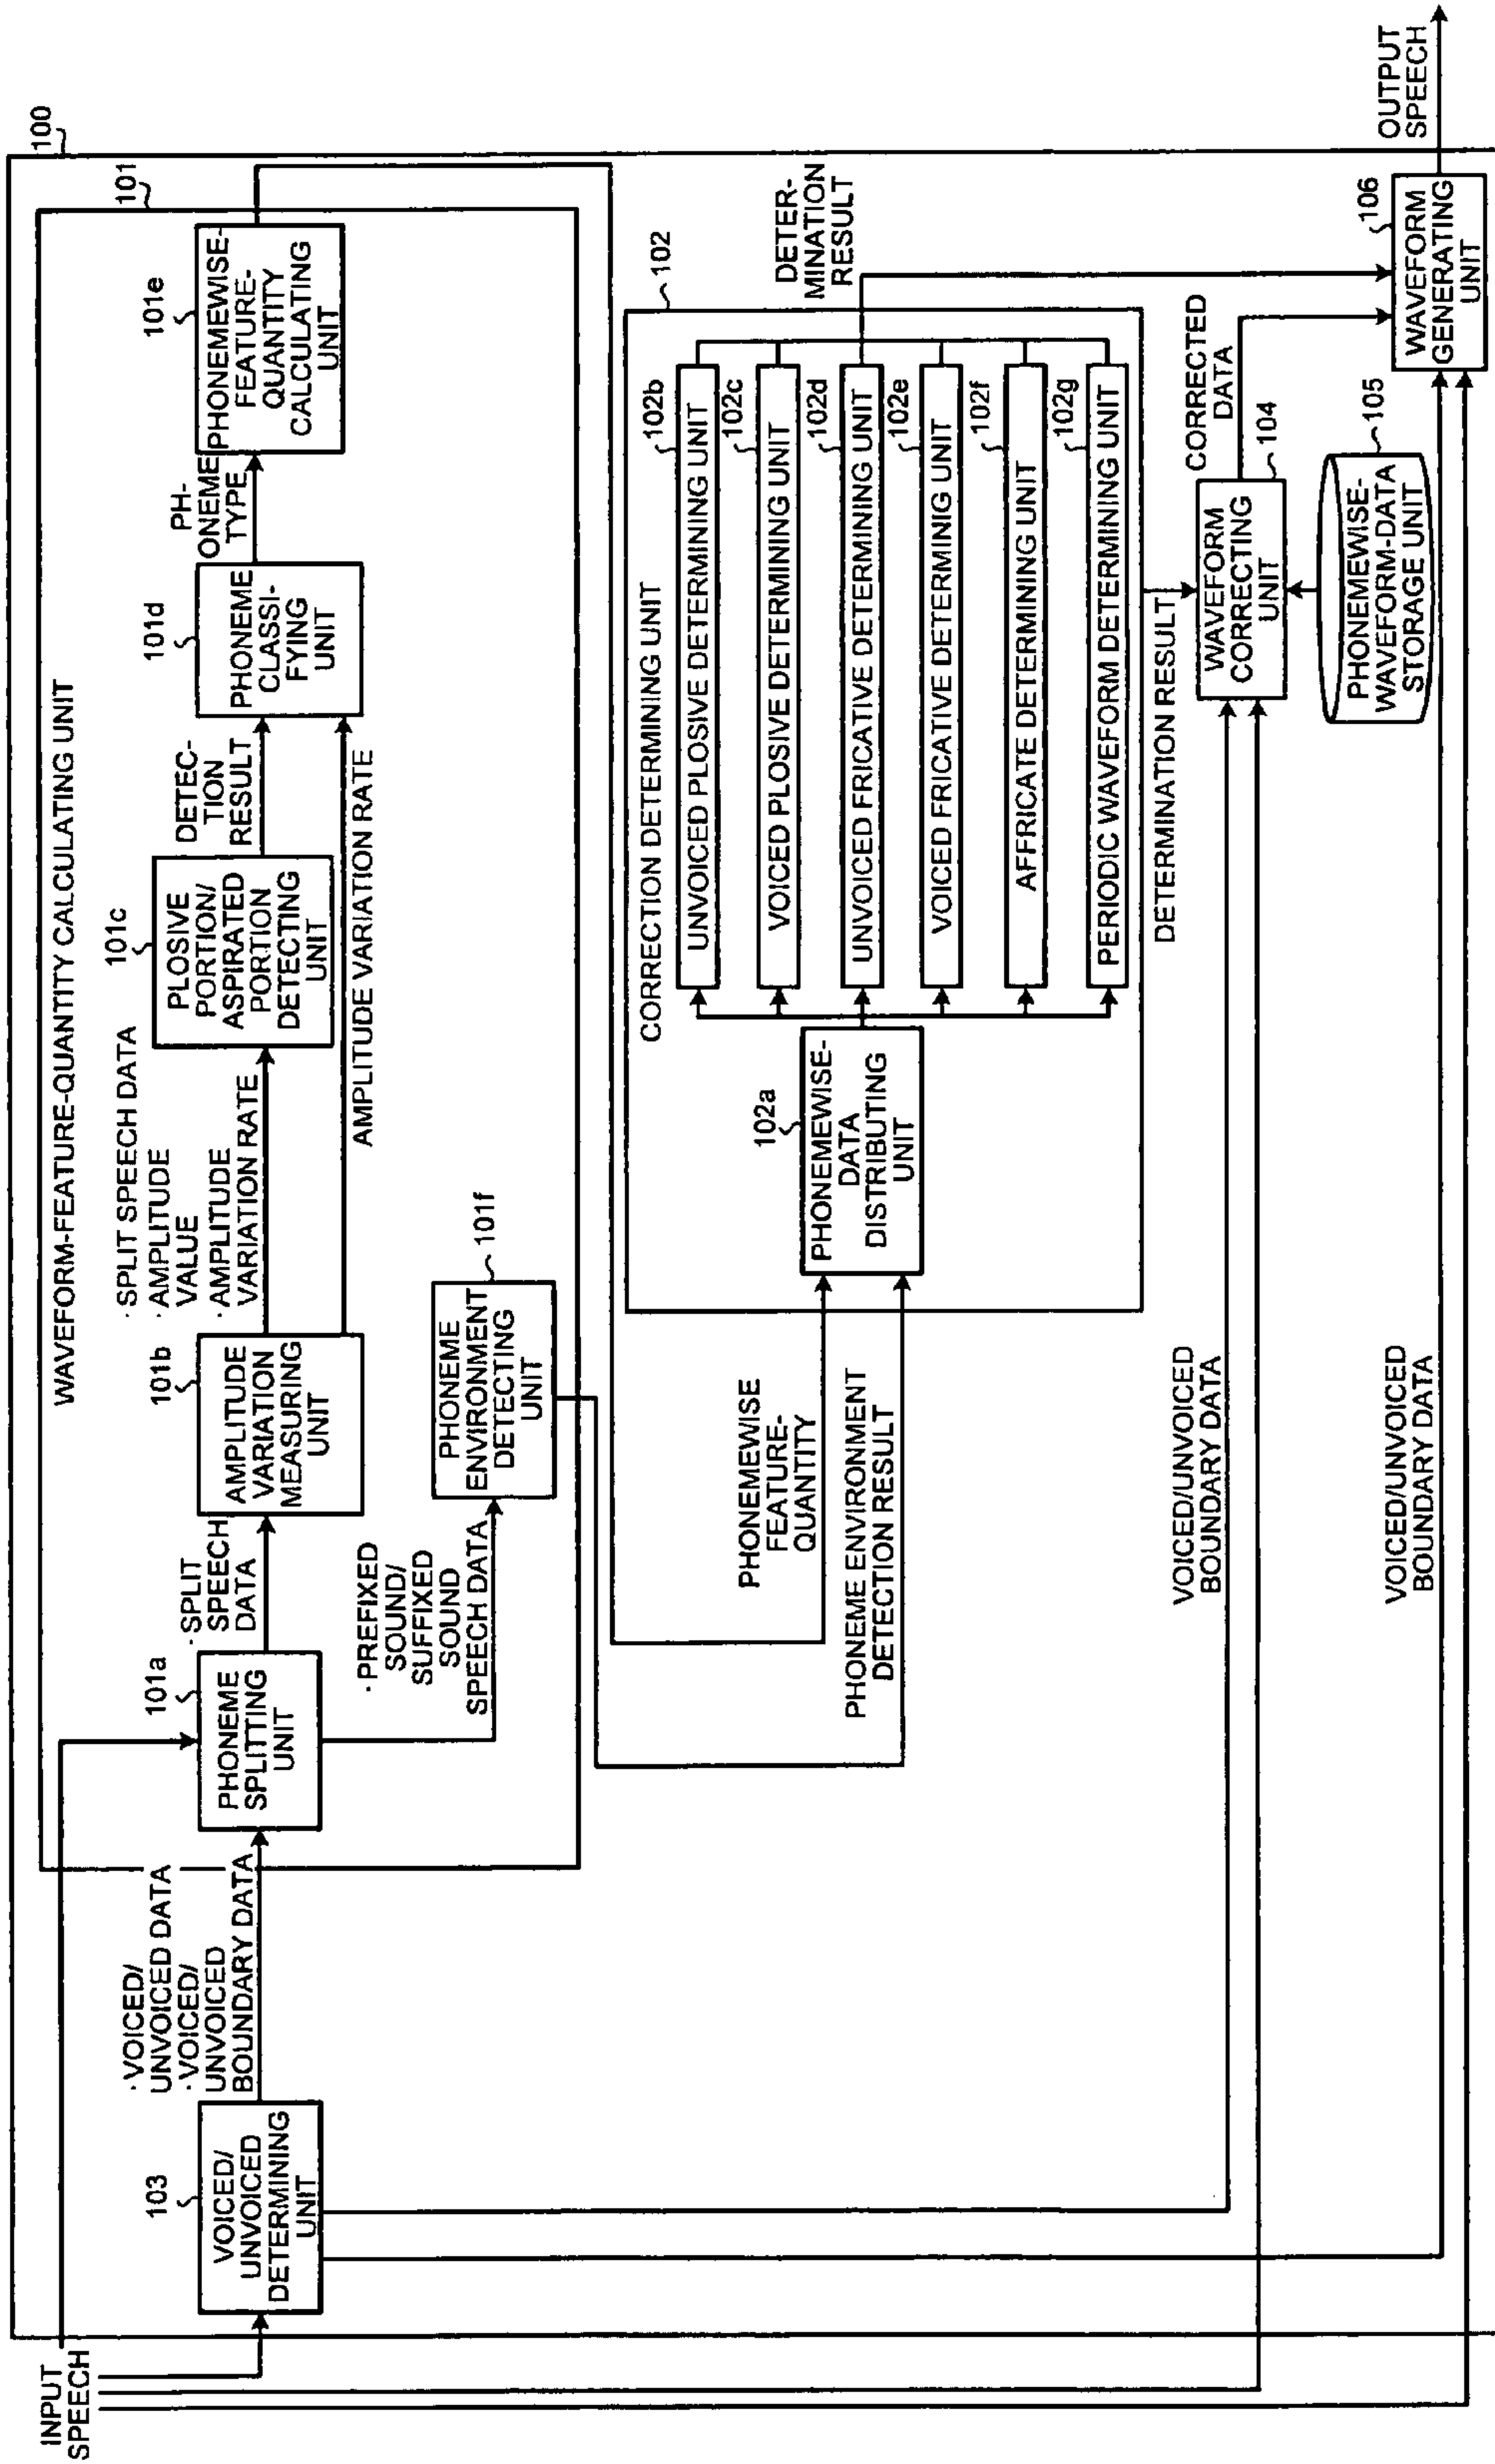 INPUT
SPEECH
100
WAVEFORM-FEATURE-QUANTITY CALCULATING UNIT
101
103
VOICED/
UNVOICED
DETERMINING
UNIT
· VOICED/
UNVOICED DATA
· VOICED/
UNVOICED
BOUNDARY DATA
101a
PHONEME
SPLITTING
UNIT
· SPLIT
SPEECH
DATA
101b
AMPLITUDE
VARIATION
MEASURING
UNIT
· SPLIT SPEECH DATA
· AMPLITUDE
VALUE
· AMPLITUDE
VARIATION RATE
101c
PLOSIVE
PORTION/
ASPIRATED
PORTION
DETECTING
UNIT
DETEC-
TION
RESULT
AMPLITUDE VARIATION RATE
101d
PHONEME
CLASSI-
FYING
UNIT
PH-
ONEME
TYPE
101e
PHONEMEWISE-
FEATURE-
QUANTITY
CALCULATING
UNIT
· PREFIXED
SOUND/
SUFFIXED
SOUND
SPEECH DATA
PHONEME
ENVIRONMENT
DETECTING
UNIT
101f
PHONEMEWISE
FEATURE-
QUANTITY
PHONEME ENVIRONMENT
DETECTION RESULT
CORRECTION DETERMINING UNIT
102
102a
PHONEMEWISE-
DATA
DISTRIBUTING
UNIT
102b
UNVOICED PLOSIVE DETERMINING UNIT
102c
VOICED PLOSIVE DETERMINING UNIT
102d
UNVOICED FRICATIVE DETERMINING UNIT
102e
VOICED FRICATIVE DETERMINING UNIT
102f
AFFRICATE DETERMINING UNIT
102g
PERIODIC WAVEFORM DETERMINING UNIT
DETER-
MINATION
RESULT
DETERMINATION RESULT
VOICED/UNVOICED
BOUNDARY DATA
WAVEFORM
CORRECTING
UNIT
104
CORRECTED
DATA
PHONEMEWISE-
WAVEFORM-DATA
STORAGE UNIT
105
VOICED/UNVOICED
BOUNDARY DATA
106
WAVEFORM
GENERATING
UNIT
OUTPUT
SPEECH